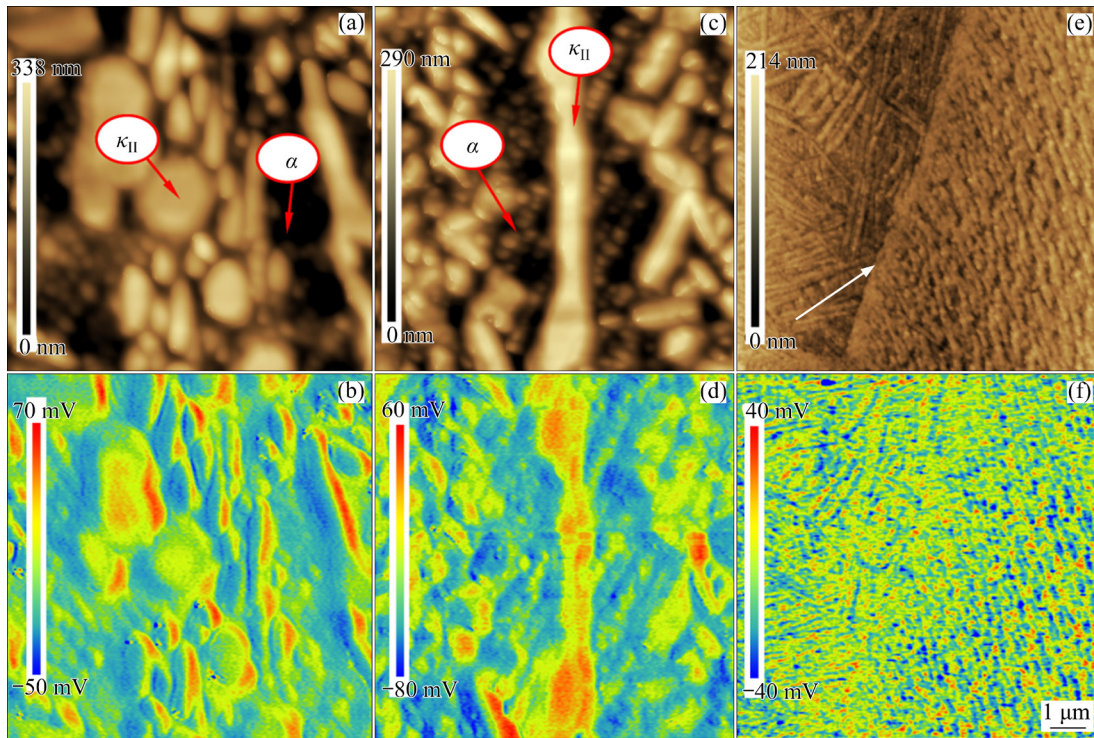 (a)
338 nm
κII
α
0 nm
(c)
290 nm
κII
α
0 nm
(e)
214 nm
0 nm
(b)
70 mV
−50 mV
(d)
60 mV
−80 mV
(f)
40 mV
−40 mV
1 μm